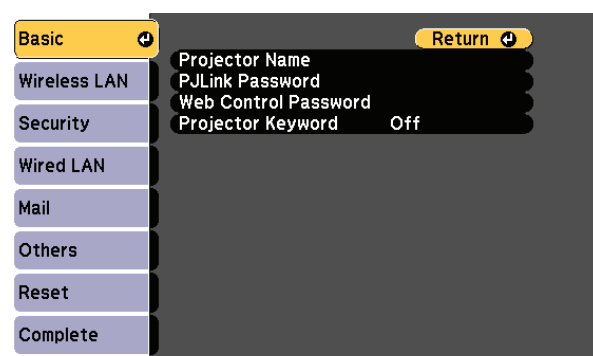 Basic
Wireless LAN
Security
Wired LAN
Mail
Others
Reset
Complete
Return
Projector Name
PJLink Password
Web Control Password
Projector Keyword Off